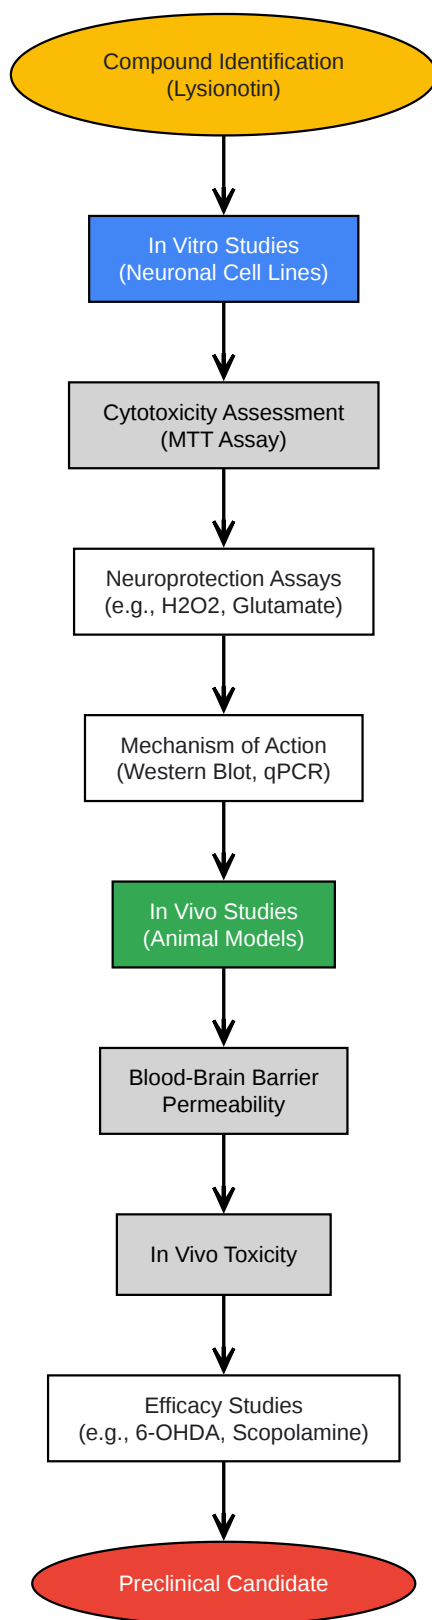 Compound Identification
(Lysionotin)
In Vitro Studies
(Neuronal Cell Lines)
Cytotoxicity Assessment
(MTT Assay)
Neuroprotection Assays
(e.g., H2O2, Glutamate)
Mechanism of Action
(Western Blot, qPCR)
In Vivo Studies
(Animal Models)
Blood-Brain Barrier
Permeability
In Vivo Toxicity
Efficacy Studies
(e.g., 6-OHDA, Scopolamine)
Preclinical Candidate